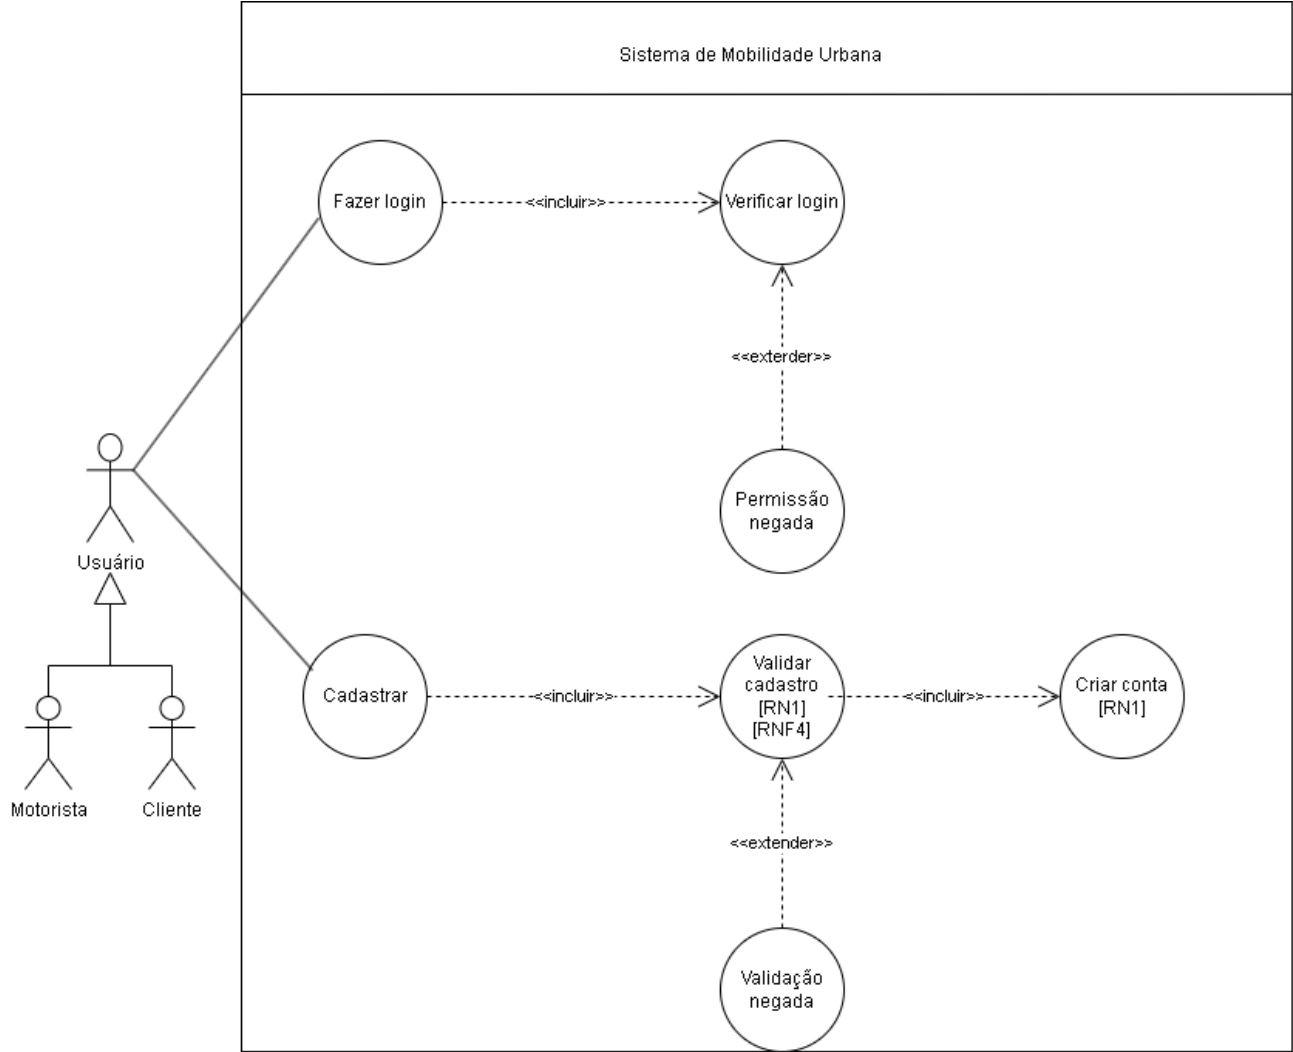 Sistema de Mobilidade Urbana
Fazer login
<<incluir>>
Verificar login
<<exterder>>
Permissão
negada
Usuário
Motorista
Cliente
Cadastrar
<<incluir>>
Validar
cadastro
[RN1]
[RNF4]
<<incluir>>
Criar conta
[RN1]
<<extender>>
Validação
negada